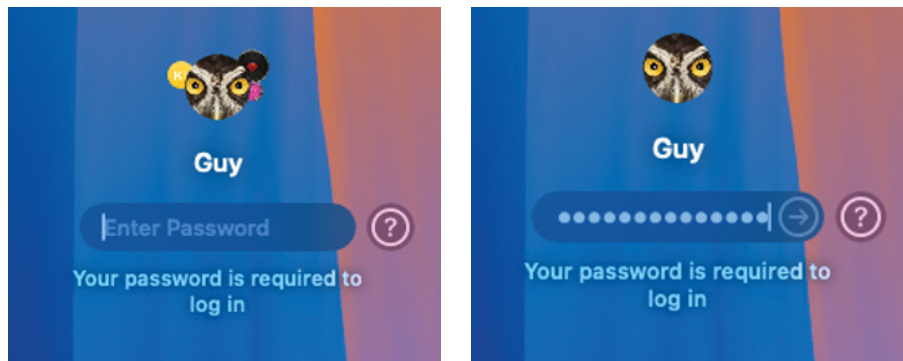 K
Guy
Enter Password
?
Your password is required to
log in
Guy
?
Your password is required to
log in